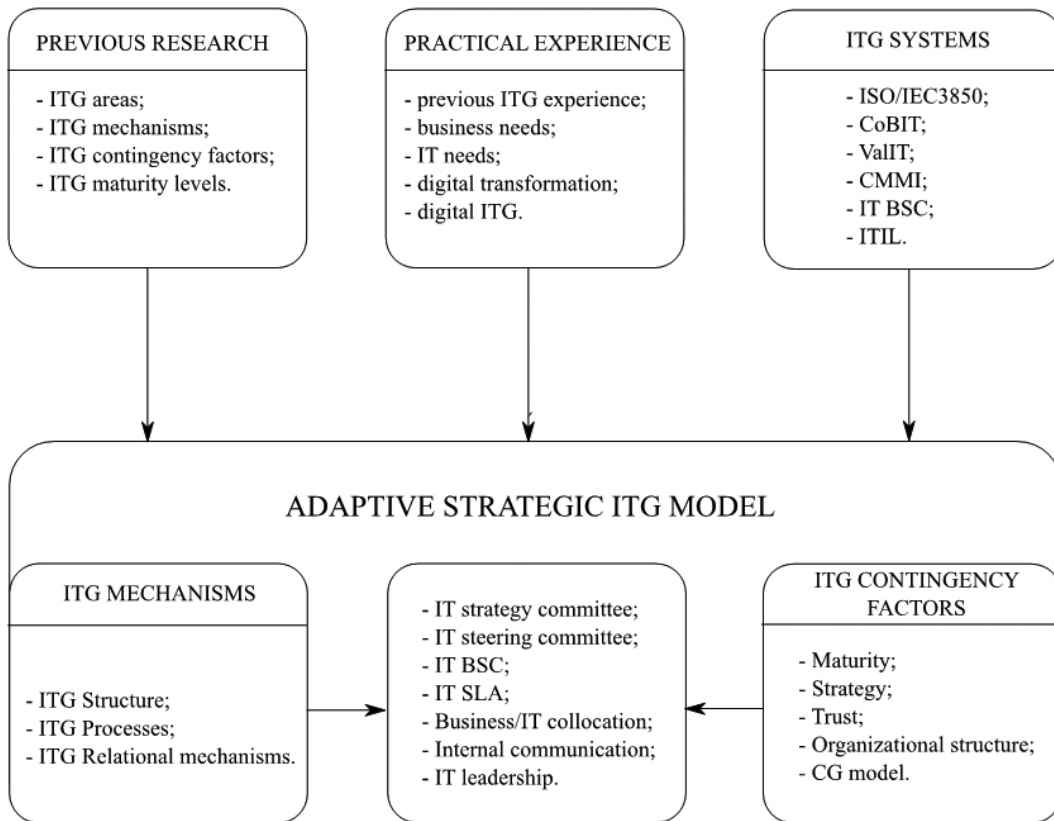 PREVIOUS RESEARCH
- ITG areas;
- ITG mechanisms;
- ITG contingency factors;
- ITG maturity levels.
PRACTICAL EXPERIENCE
- previous ITG experience;
- business needs;
- IT needs;
- digital transformation;
- digital ITG.
ITG SYSTEMS
- ISO/IEC3850;
- CoBIT;
- ValIT;
- CMMI;
- IT BSC;
- ITIL.
ADAPTIVE STRATEGIC ITG MODEL
ITG MECHANISMS
- ITG Structure;
- ITG Processes;
- ITG Relational mechanisms.
- IT strategy committee;
- IT steering committee;
- IT BSC;
- IT SLA;
- Business/IT collocation;
- Internal communication;
- IT leadership.
ITG CONTINGENCY
FACTORS
- Maturity;
- Strategy;
- Trust;
- Organizational structure;
- CG model.